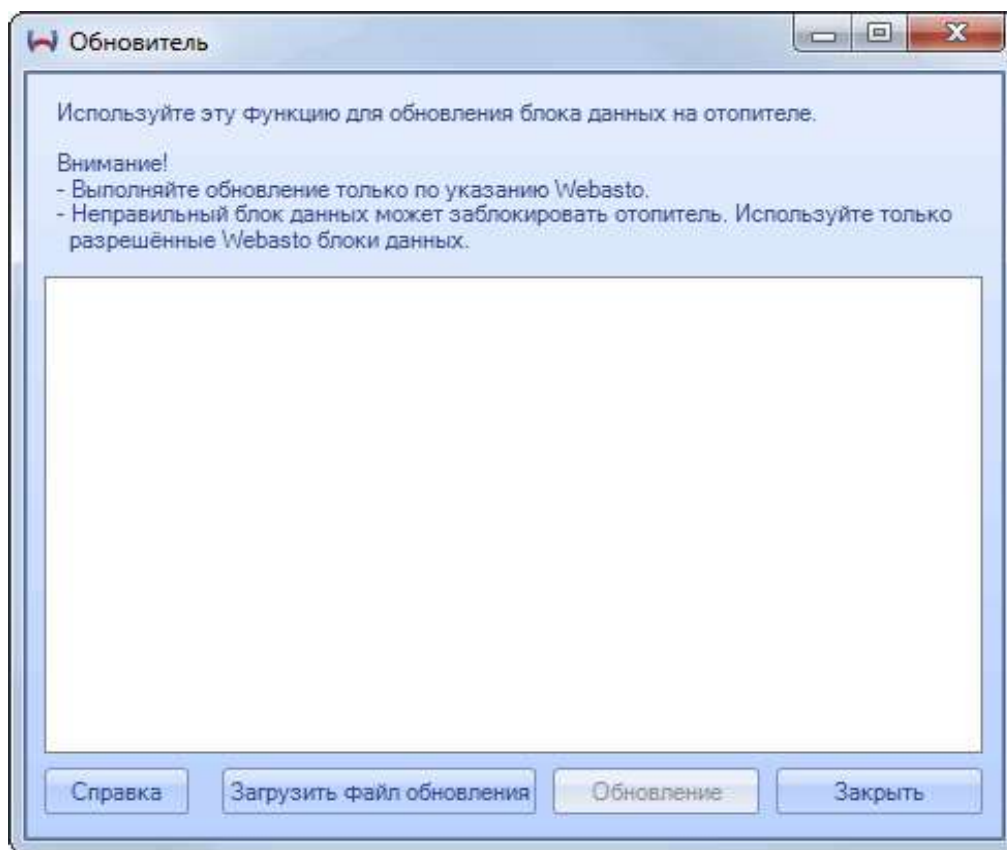 Обновитель
Используйте эту функцию для обновления блока данных на отопителе.
Внимание!
- Выполняйте обновление только по указанию Webasto.
- Неправильный блок данных может заблокировать отопитель. Используйте только
разрешённые Webasto блоки данных.
Справка Загрузить файл обновления Обновление Закрыть